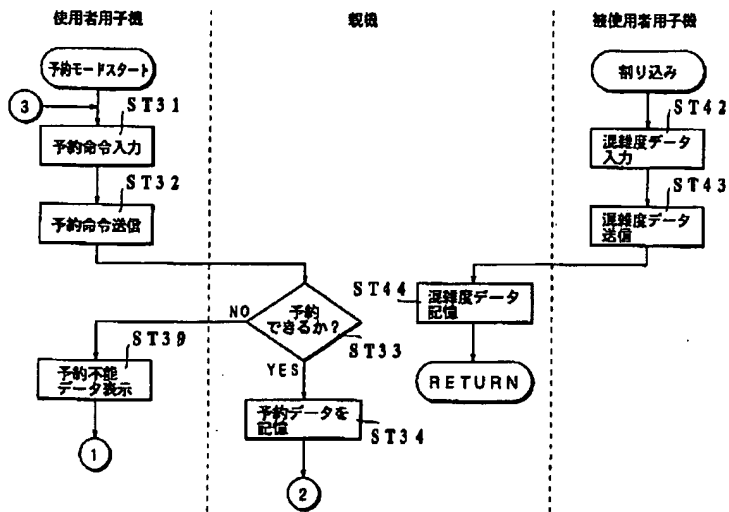 使用者用子機
親機
被使用者用子機
予約モードスタート
割り込み
3
ST31
予約命令入力
ST42
混雑度データ
入力
ST32
予約命令送信
ST43
混雑度データ
送信
ST44
混雑度データ
記憶
NO
予約
できるか?
ST33
ST39
予約不能
データ表示
YES
RETURN
予約データを
記憶
ST34
1
2